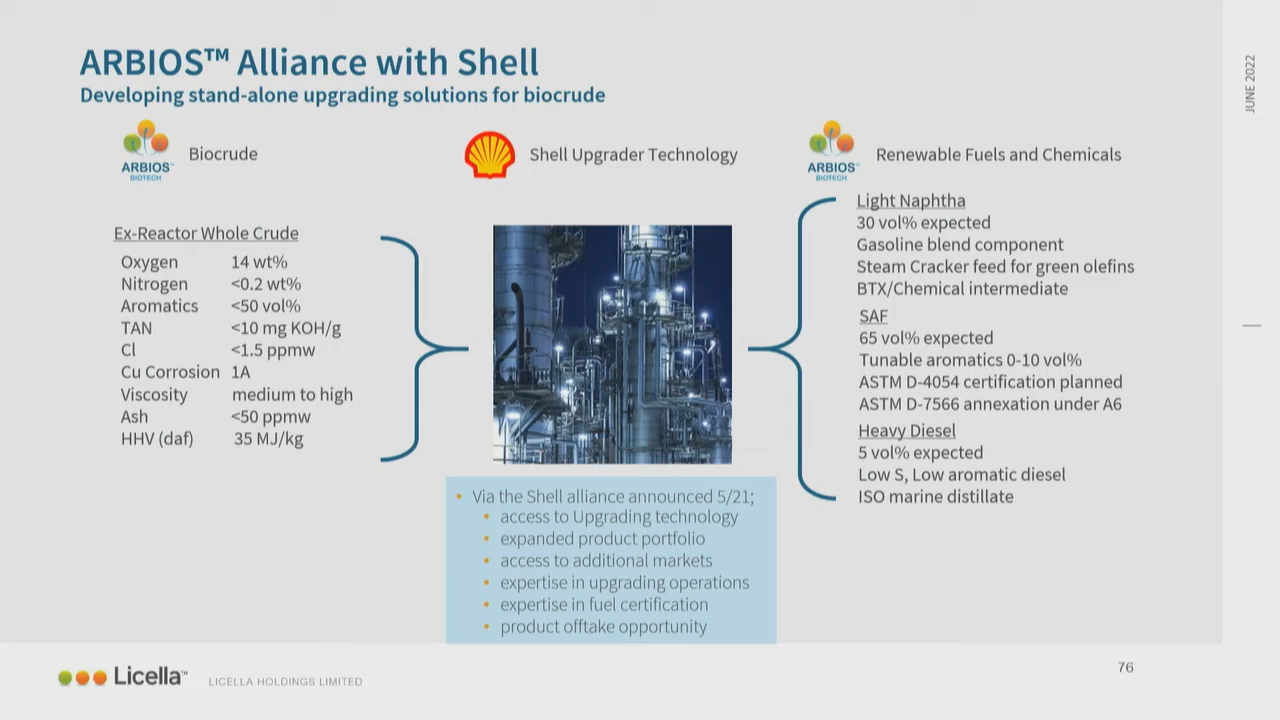 ARBIOS™ Alliance with Shell
Developing stand-alone upgrading solutions for biocrude
JUNE 2022
ARBIOS™
BIOTECH
Biocrude
Shell Upgrader Technology
ARBIOS™
BIOTECH
Renewable Fuels and Chemicals
Ex-Reactor Whole Crude
Oxygen 14 wt%
Nitrogen <0.2 wt%
Aromatics <50 vol%
TAN <10 mg KOH/g
Cl <1.5 ppmw
Cu Corrosion 1A
Viscosity medium to high
Ash <50 ppmw
HHV (daf) 35 MJ/kg
Light Naphtha
30 vol% expected
Gasoline blend component
Steam Cracker feed for green olefins
BTX/Chemical intermediate
SAF
65 vol% expected
Tunable aromatics 0-10 vol%
ASTM D-4054 certification planned
ASTM D-7566 annexation under A6
Heavy Diesel
5 vol% expected
Low S, Low aromatic diesel
ISO marine distillate
• Via the Shell alliance announced 5/21;
• access to Upgrading technology
• expanded product portfolio
• access to additional markets
• expertise in upgrading operations
• expertise in fuel certification
• product offtake opportunity
Licella™
LICELLA HOLDINGS LIMITED
76